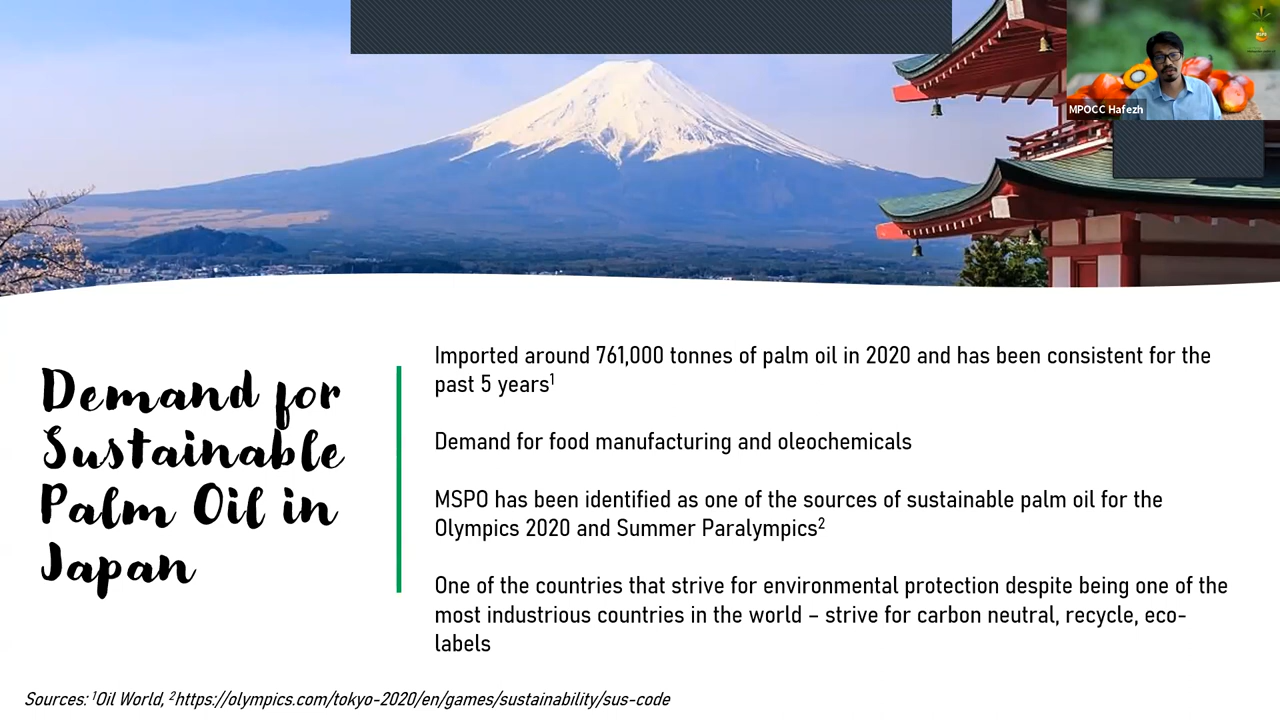 MPOCC Hafezh
Demand for
Sustainable
Palm Oil in
Japan
Imported around 761,000 tonnes of palm oil in 2020 and has been consistent for the
past 5 years1
Demand for food manufacturing and oleochemicals
MSPO has been identified as one of the sources of sustainable palm oil for the
Olympics 2020 and Summer Paralympics2
One of the countries that strive for environmental protection despite being one of the
most industrious countries in the world – strive for carbon neutral, recycle, eco-
labels
Sources: 1Oil World, 2https://olympics.com/tokyo-2020/en/games/sustainability/sus-code